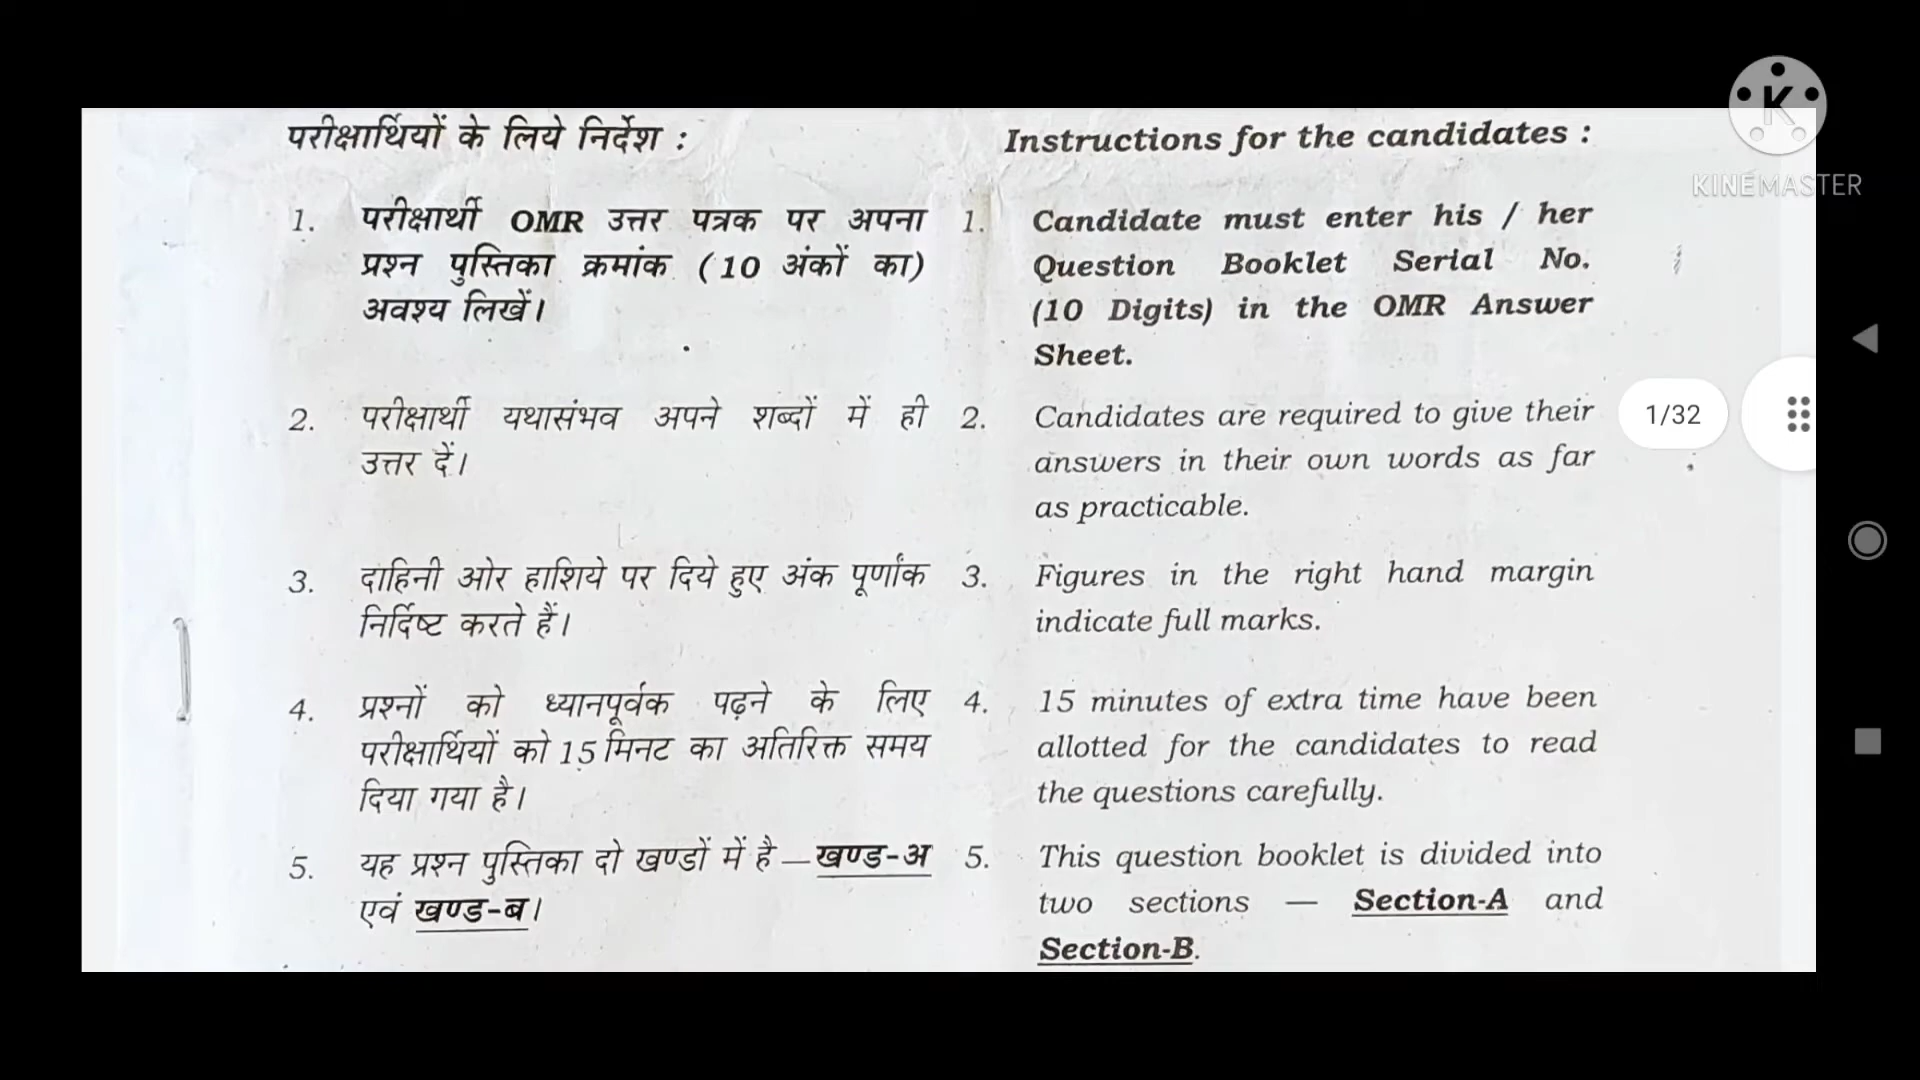 परीक्षार्थियों के लिये निर्देश :
1. परीक्षार्थी OMR उत्तर पत्रक पर अपना
प्रश्न पुस्तिका क्रमांक (10 अंकों का)
अवश्य लिखें।
2. परीक्षार्थी यथासंभव अपने शब्दों में ही
उत्तर दें।
3. दाहिनी ओर हाशिये पर दिये हुए अंक पूर्णांक
निर्दिष्ट करते हैं।
4. प्रश्नों को ध्यानपूर्वक पढ़ने के लिए
परीक्षार्थियों को 15 मिनट का अतिरिक्त समय
दिया गया है।
5. यह प्रश्न पुस्तिका दो खण्डों में है — खण्ड-अ
एवं खण्ड-ब।
Instructions for the candidates :
1. Candidate must enter his / her
Question Booklet Serial No.
(10 Digits) in the OMR Answer
Sheet.
2. Candidates are required to give their
answers in their own words as far
as practicable.
3. Figures in the right hand margin
indicate full marks.
4. 15 minutes of extra time have been
allotted for the candidates to read
the questions carefully.
5. This question booklet is divided into
two sections — Section-A and
Section-B.
K
KINEMASTER
1/32